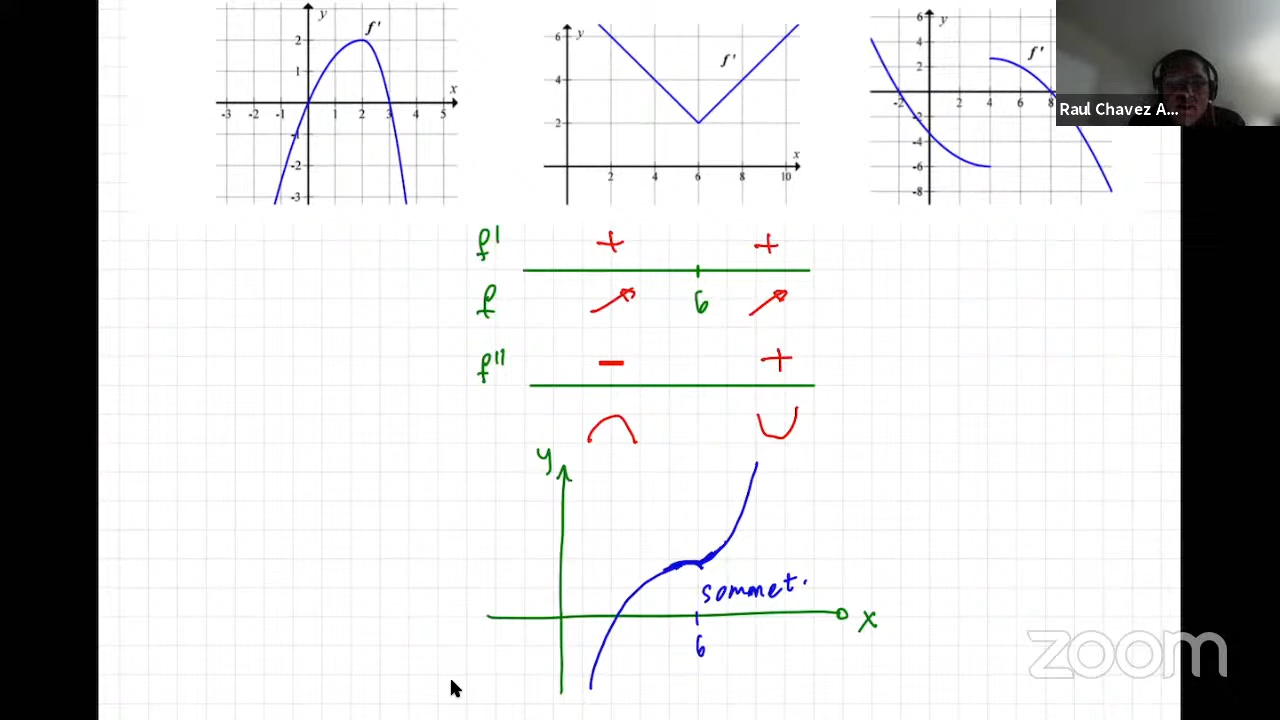 y f' x
2
1
-3 -2 -1 1 2 3 4 5
-1
-2
-3
y f' x
6
4
2
2 4 6 8 10
y f'
6
4
2
-2 2 4 6 8
-2
-4
-6
-8
Raul Chavez A...
f' + +
f 6
f'' - +
y
sommet.
x
6
zoom